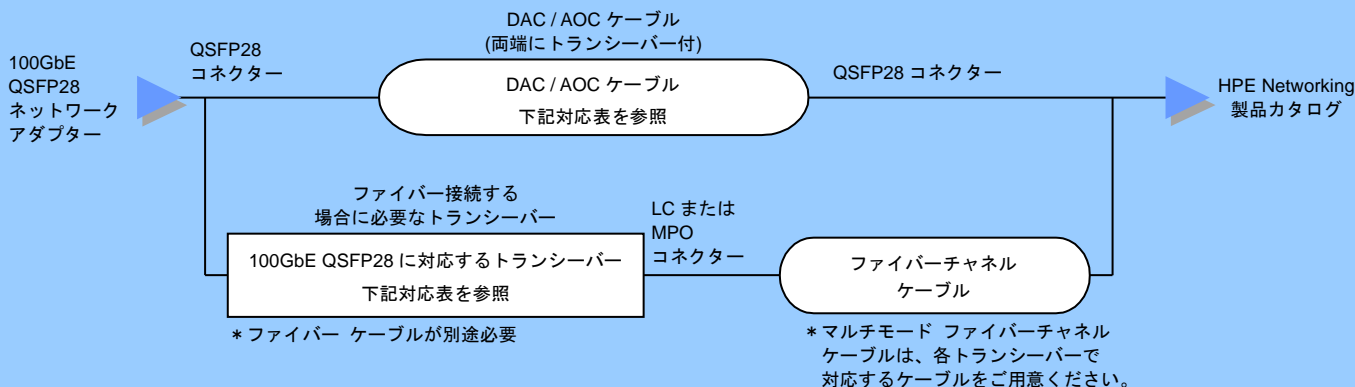 100GbE
QSFP28
ネットワーク
アダプター
QSFP28
コネクター
DAC / AOC ケーブル
(両端にトランシーバー付)
DAC / AOC ケーブル
下記対応表を参照
QSFP28 コネクター
HPE Networking
製品カタログ
ファイバー接続する
場合に必要なトランシーバー
100GbE QSFP28 に対応するトランシーバー
下記対応表を参照
*ファイバー ケーブルが別途必要
LC または
MPO
コネクター
ファイバーチャネル
ケーブル
*マルチモード ファイバーチャネル
ケーブルは、各トランシーバーで
対応するケーブルをご用意ください。